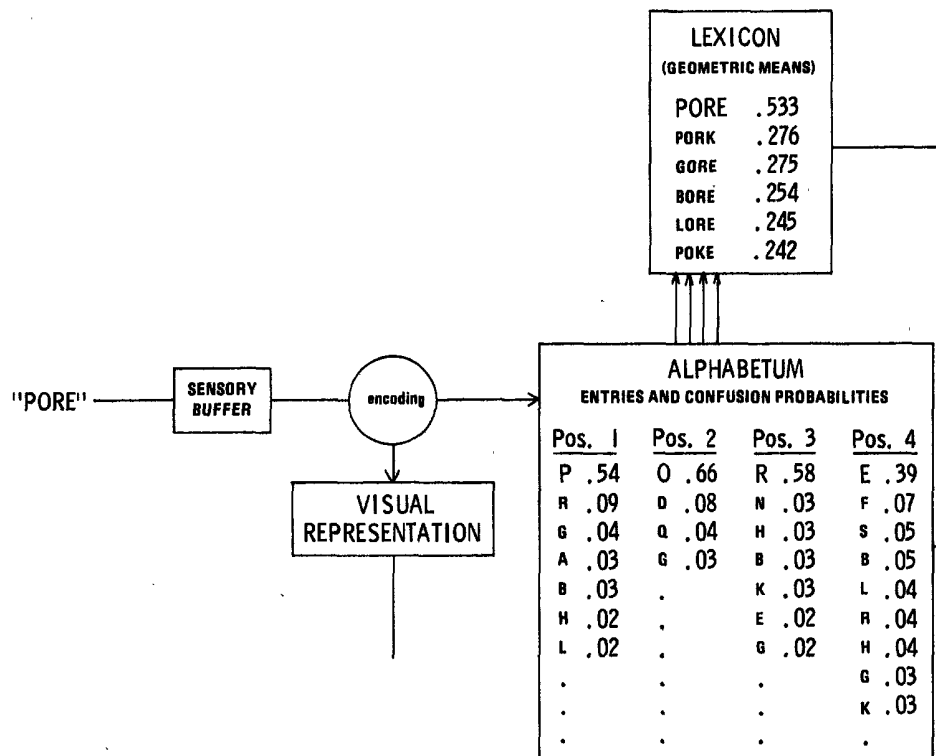 LEXICON
(GEOMETRIC MEANS)
PORE .533
PORK .276
GORE .275
BORE .254
LORE .245
POKE .242
"PORE"
SENSORY
BUFFER
encoding
VISUAL
REPRESENTATION
ALPHABETUM
ENTRIES AND CONFUSION PROBABILITIES
Pos. 1 Pos. 2 Pos. 3 Pos. 4
P .54 O .66 R .58 E .39
R .09 D .08 N .03 F .07
G .04 Q .04 H .03 S .05
A .03 G .03 B .03 B .05
B .03 . K .03 L .04
H .02 . E .02 R .04
L .02 . G .02 H .04
. . . G .03
. . . K .03
. . . .